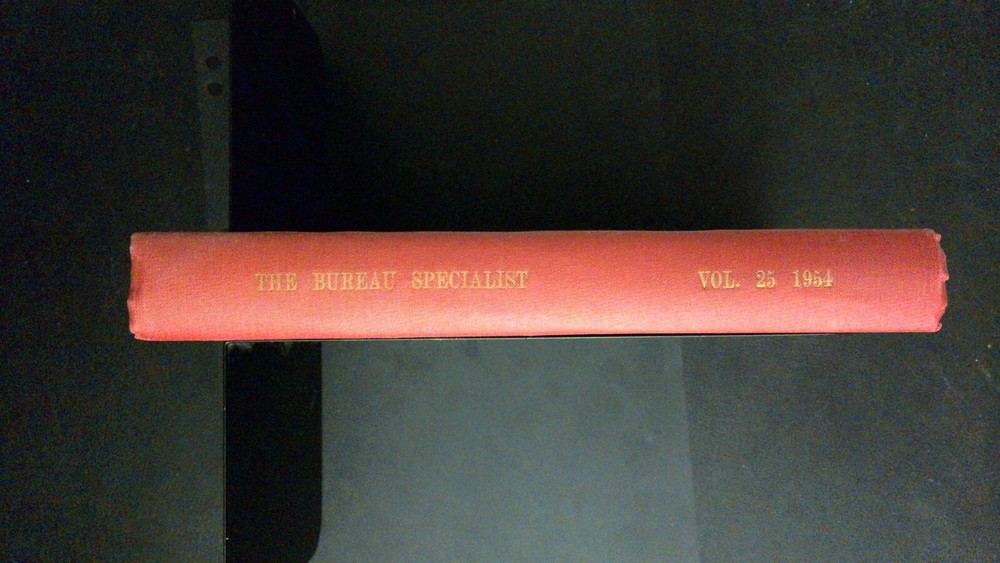 THE BUREAU SPECIALIST VOL. 25 1954